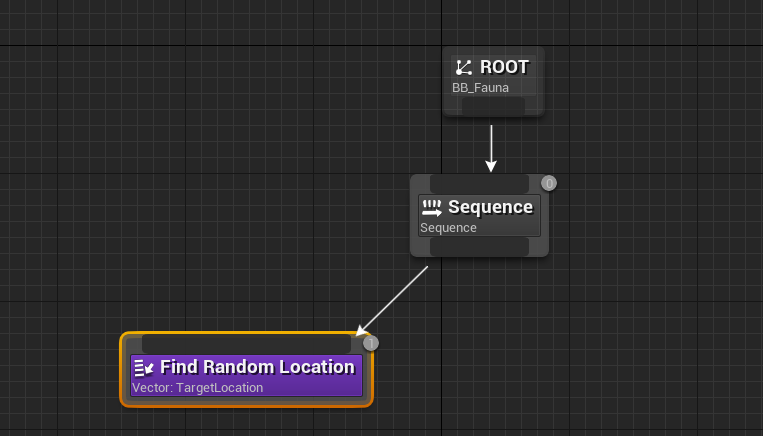 ROOT
BB_Fauna
0
Sequence
Sequence
1
Find Random Location
Vector: TargetLocation